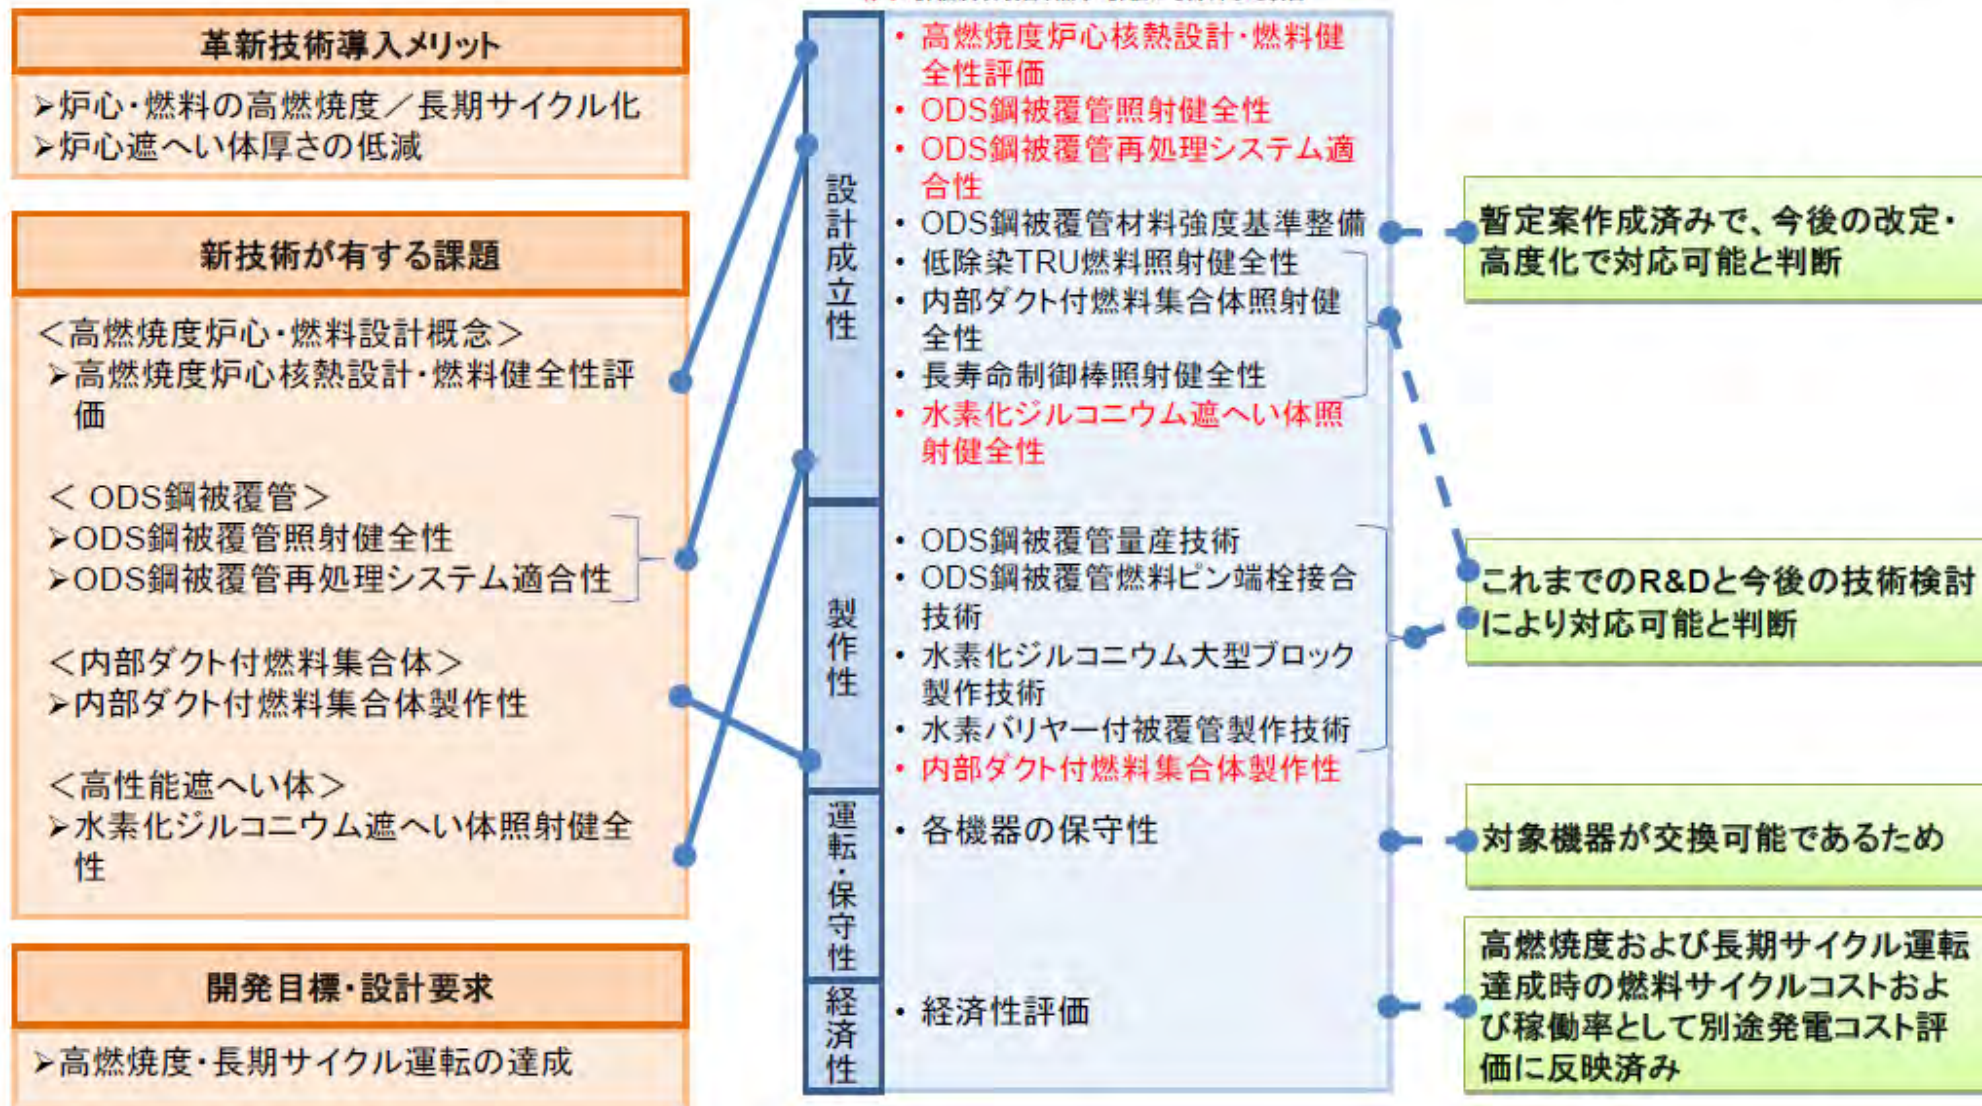 革新技術導入メリット
➢炉心・燃料の高燃焼度／長期サイクル化
➢炉心遮へい体厚さの低減
新技術が有する課題
＜高燃焼度炉心・燃料設計概念＞
➢高燃焼度炉心核熱設計・燃料健全性評
価
＜ ODS鋼被覆管＞
➢ODS鋼被覆管照射健全性
➢ODS鋼被覆管再処理システム適合性
＜内部ダクト付燃料集合体＞
➢内部ダクト付燃料集合体製作性
＜高性能遮へい体＞
➢水素化ジルコニウム遮へい体照射健全
性
開発目標・設計要求
➢高燃焼度・長期サイクル運転の達成
設計成立性
• 高燃焼度炉心核熱設計・燃料健
全性評価
• ODS鋼被覆管照射健全性
• ODS鋼被覆管再処理システム適
合性
• ODS鋼被覆管材料強度基準整備
• 低除染TRU燃料照射健全性
• 内部ダクト付燃料集合体照射健
全性
• 長寿命制御棒照射健全性
• 水素化ジルコニウム遮へい体照
射健全性
製作性
• ODS鋼被覆管量産技術
• ODS鋼被覆管燃料ピン端栓接合
技術
• 水素化ジルコニウム大型ブロック
製作技術
• 水素バリヤー付被覆管製作技術
• 内部ダクト付燃料集合体製作性
運転・保守性
• 各機器の保守性
経済性
• 経済性評価
暫定案作成済みで、今後の改定・
高度化で対応可能と判断
これまでのR&Dと今後の技術検討
により対応可能と判断
対象機器が交換可能であるため
高燃焼度および長期サイクル運転
達成時の燃料サイクルコストおよ
び稼働率として別途発電コスト評
価に反映済み